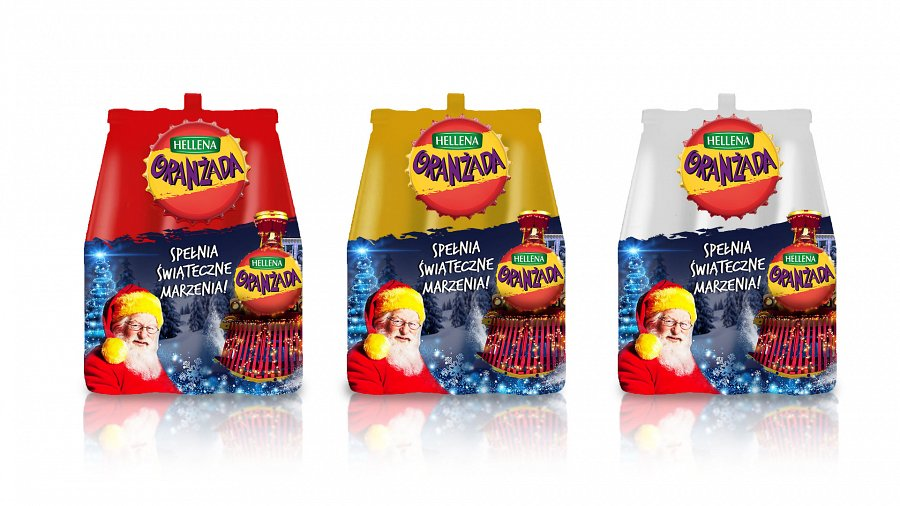 HELLENA
ORANŻADA
SPEŁNIA
ŚWIĄTECZNE
MARZENIA!
HELLENA
ORANŻADA
HELLENA
ORANŻADA
SPEŁNIA
ŚWIĄTECZNE
MARZENIA!
HELLENA
ORANŻADA
HELLENA
ORANŻADA
SPEŁNIA
ŚWIĄTECZNE
MARZENIA!
HELLENA
ORANŻADA